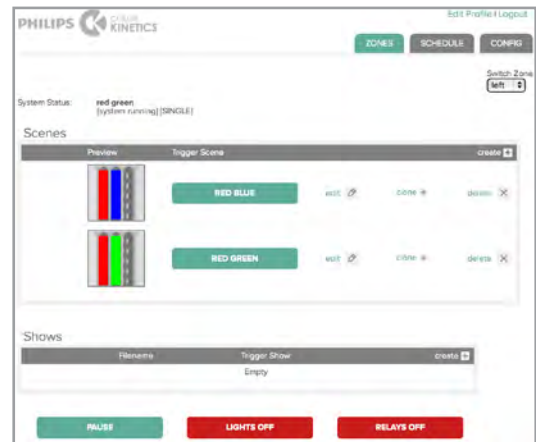 Edit Profile | Logout
PHILIPS CK COLOR KINETICS
ZONES SCHEDULE CONFIG
Switch Zone
left
System Status: red green
[system running] [SINGLE]
Scenes
Preview Trigger Scene create +
RED BLUE edit clone + delete X
RED GREEN edit clone + delete X
Shows
Filename Trigger Show create +
Empty
PAUSE LIGHTS OFF RELAYS OFF